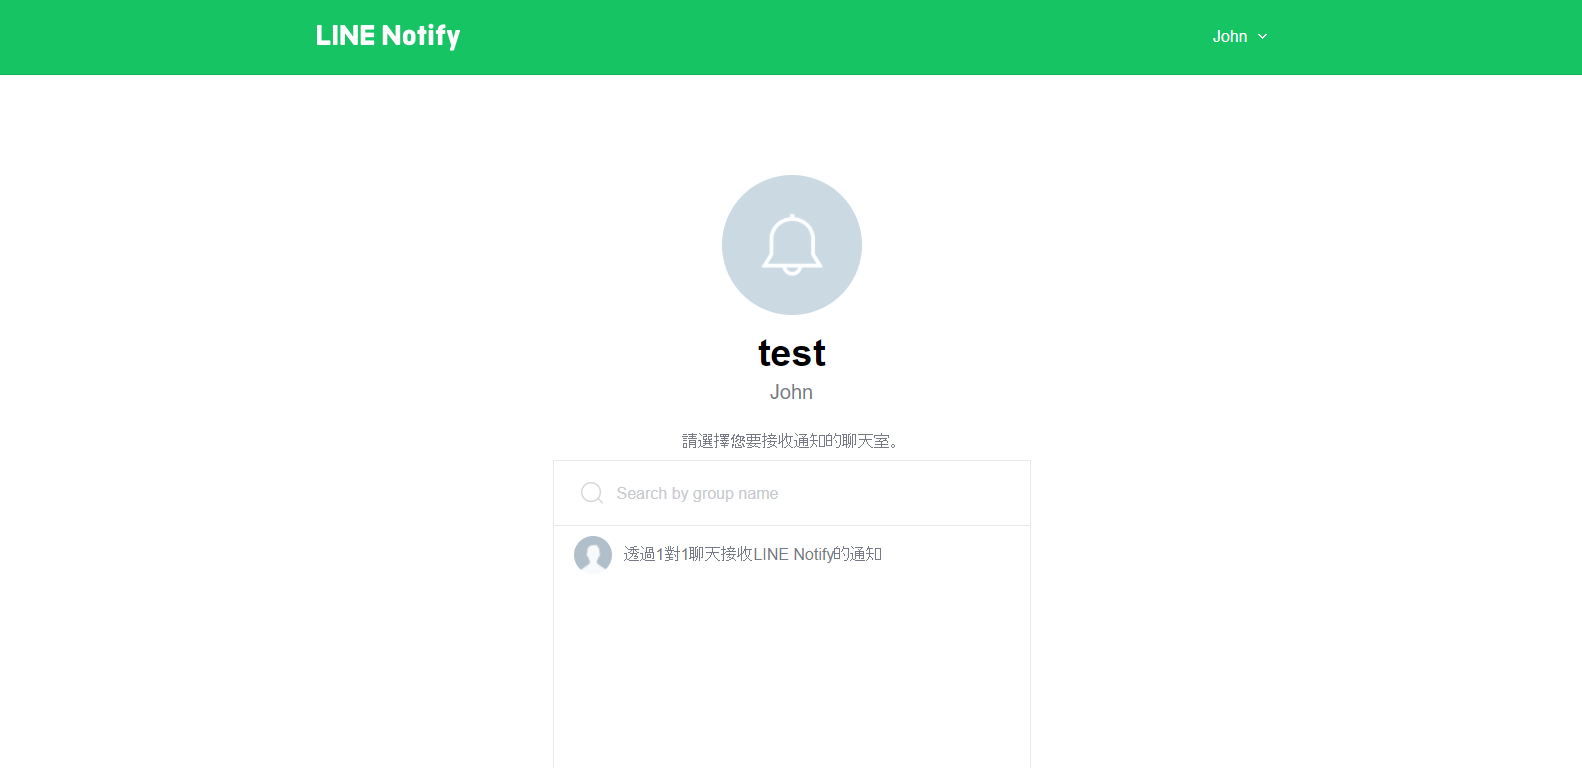 LINE Notify
John
test
John
請選擇您要接收通知的聊天室。
Search by group name
透過1對1聊天接收LINE Notify的通知